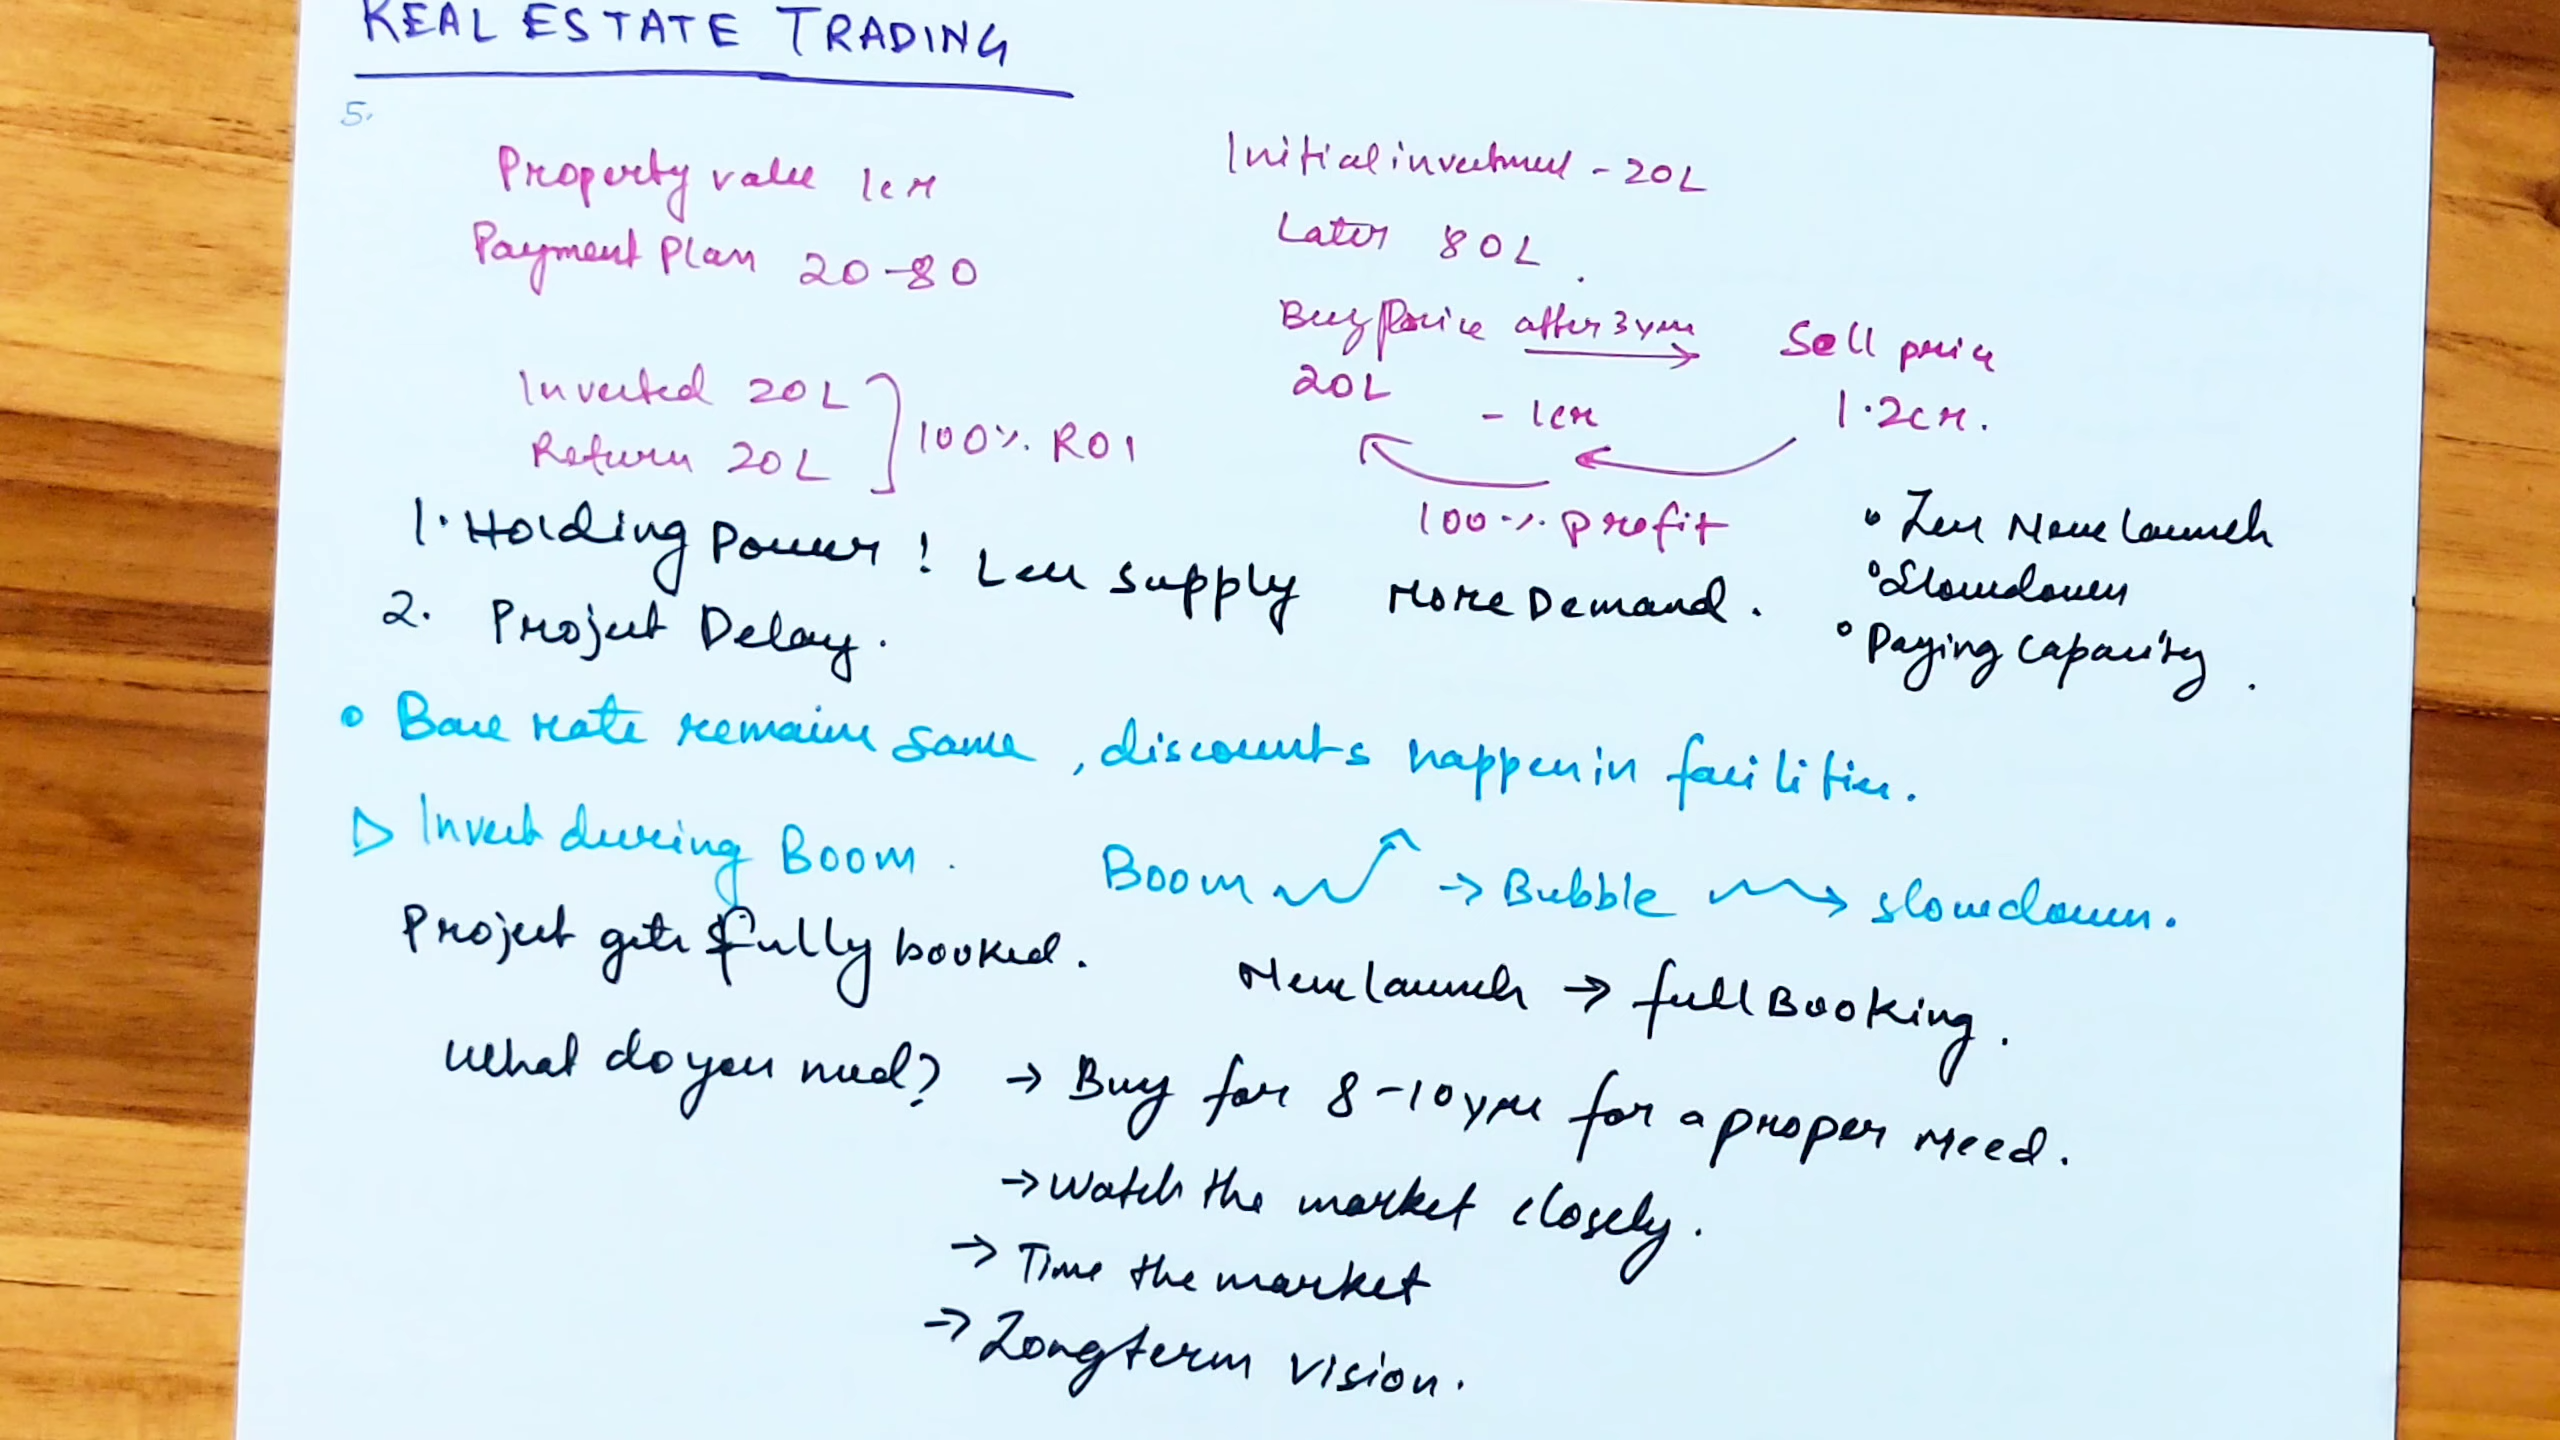 REAL ESTATE TRADING
5.
Property value 1cr
Payment Plan 20-80
Initial investment - 20L
Later 80L.
Buy Price after 3 yrs → Sell price
20L - 1cr 1.2cr.
Invested 20L
Return 20L
100% ROI
100% profit
1. Holding Power!
2. Project Delay.
Less supply More Demand.
• Less New launch
• Slowdown
• Paying capacity.
• Base rate remains same, discounts happen in facilities.
▷ Invest during Boom.
Boom → Bubble → slowdown.
Project gets fully booked.
New launch → full Booking.
What do you need? → Buy for 8-10 yrs for a proper need.
→ Watch the market closely.
→ Time the market
→ Longterm vision.